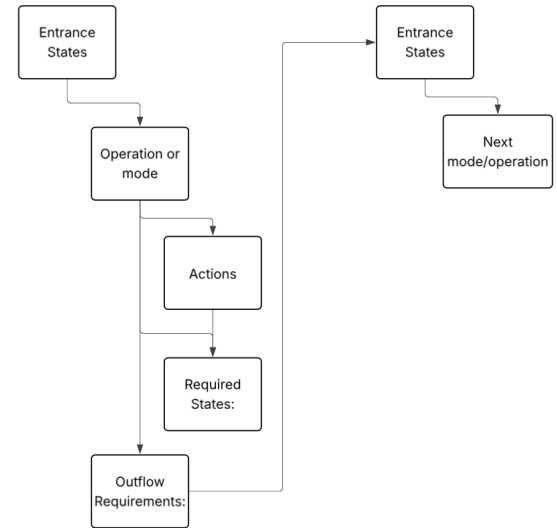 Entrance
States
Operation or
mode
Actions
Required
States:
Outflow
Requirements:
Entrance
States
Next
mode/operation